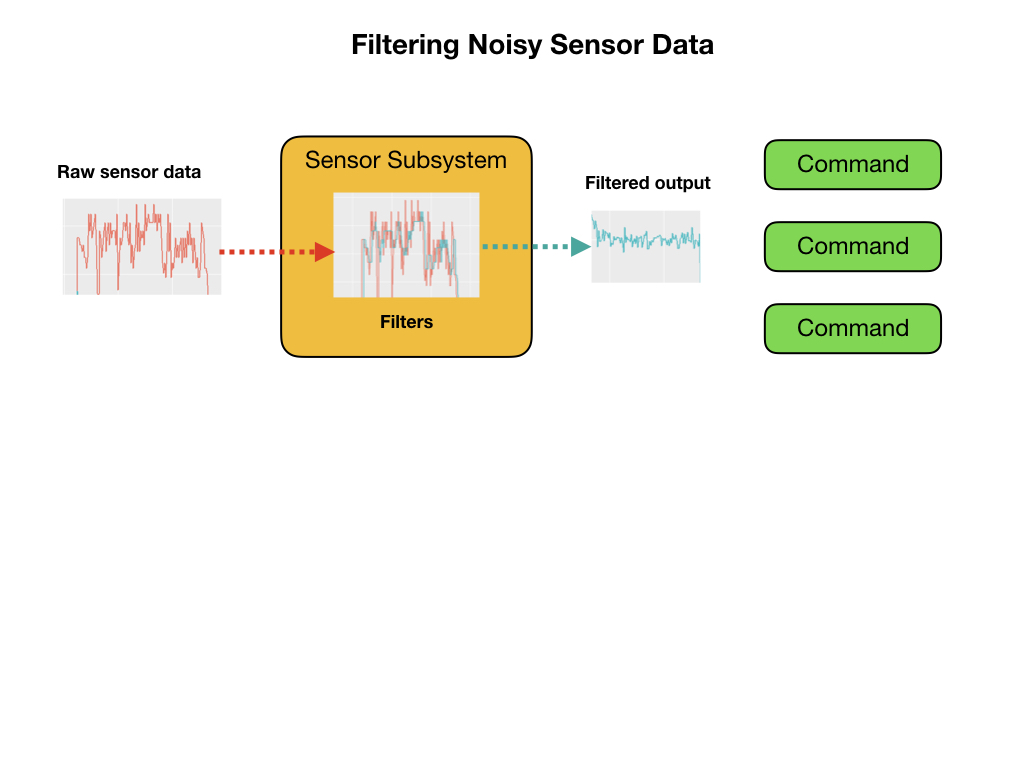 Filtering Noisy Sensor Data
Raw sensor data
Sensor Subsystem
Filters
Filtered output
Command
Command
Command